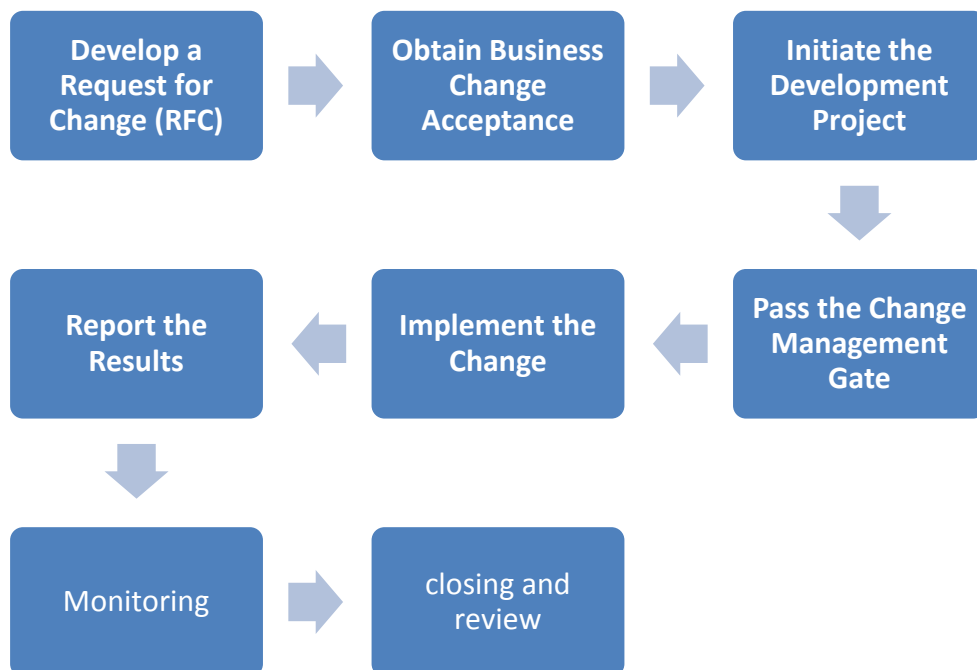 Develop a
Request for
Change (RFC)
Obtain Business
Change
Acceptance
Initiate the
Development
Project
Pass the Change
Management
Gate
Implement the
Change
Report the
Results
Monitoring
closing and
review